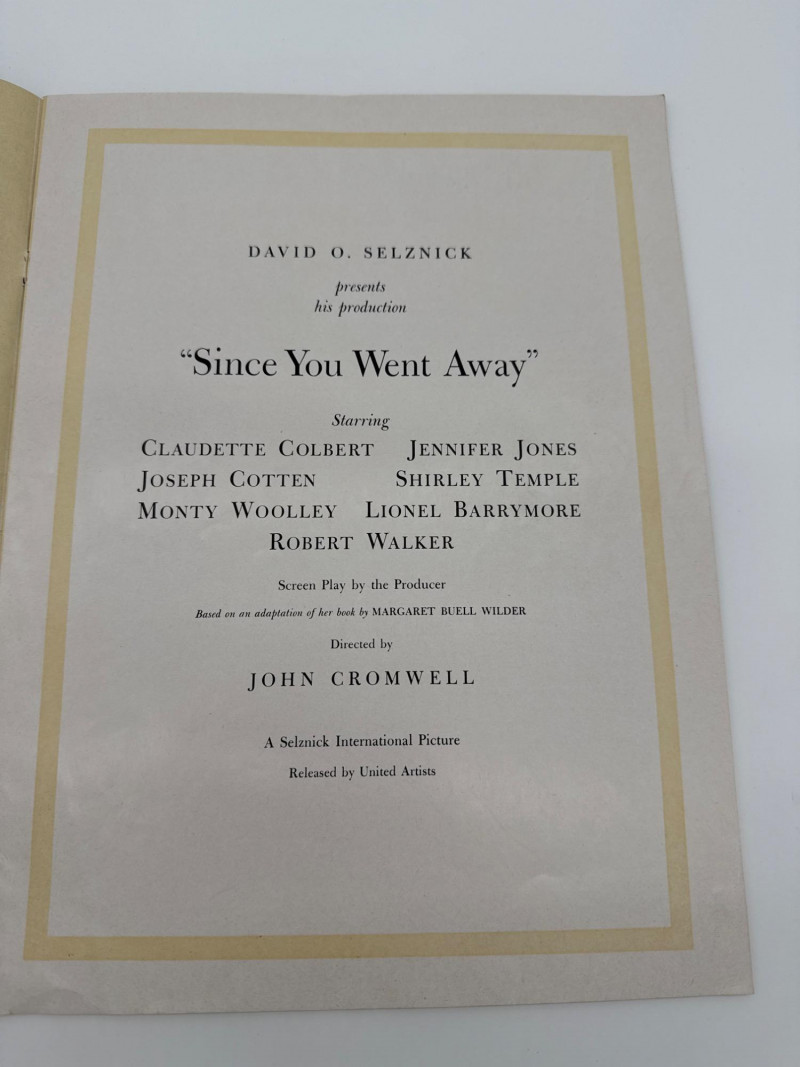 DAVID O. SELZNICK
presents
his production
“Since You Went Away”
Starring
CLAUDETTE COLBERT JENNIFER JONES
JOSEPH COTTEN SHIRLEY TEMPLE
MONTY WOOLLEY LIONEL BARRYMORE
ROBERT WALKER
Screen Play by the Producer
Based on an adaptation of her book by MARGARET BUELL WILDER
Directed by
JOHN CROMWELL
A Selznick International Picture
Released by United Artists